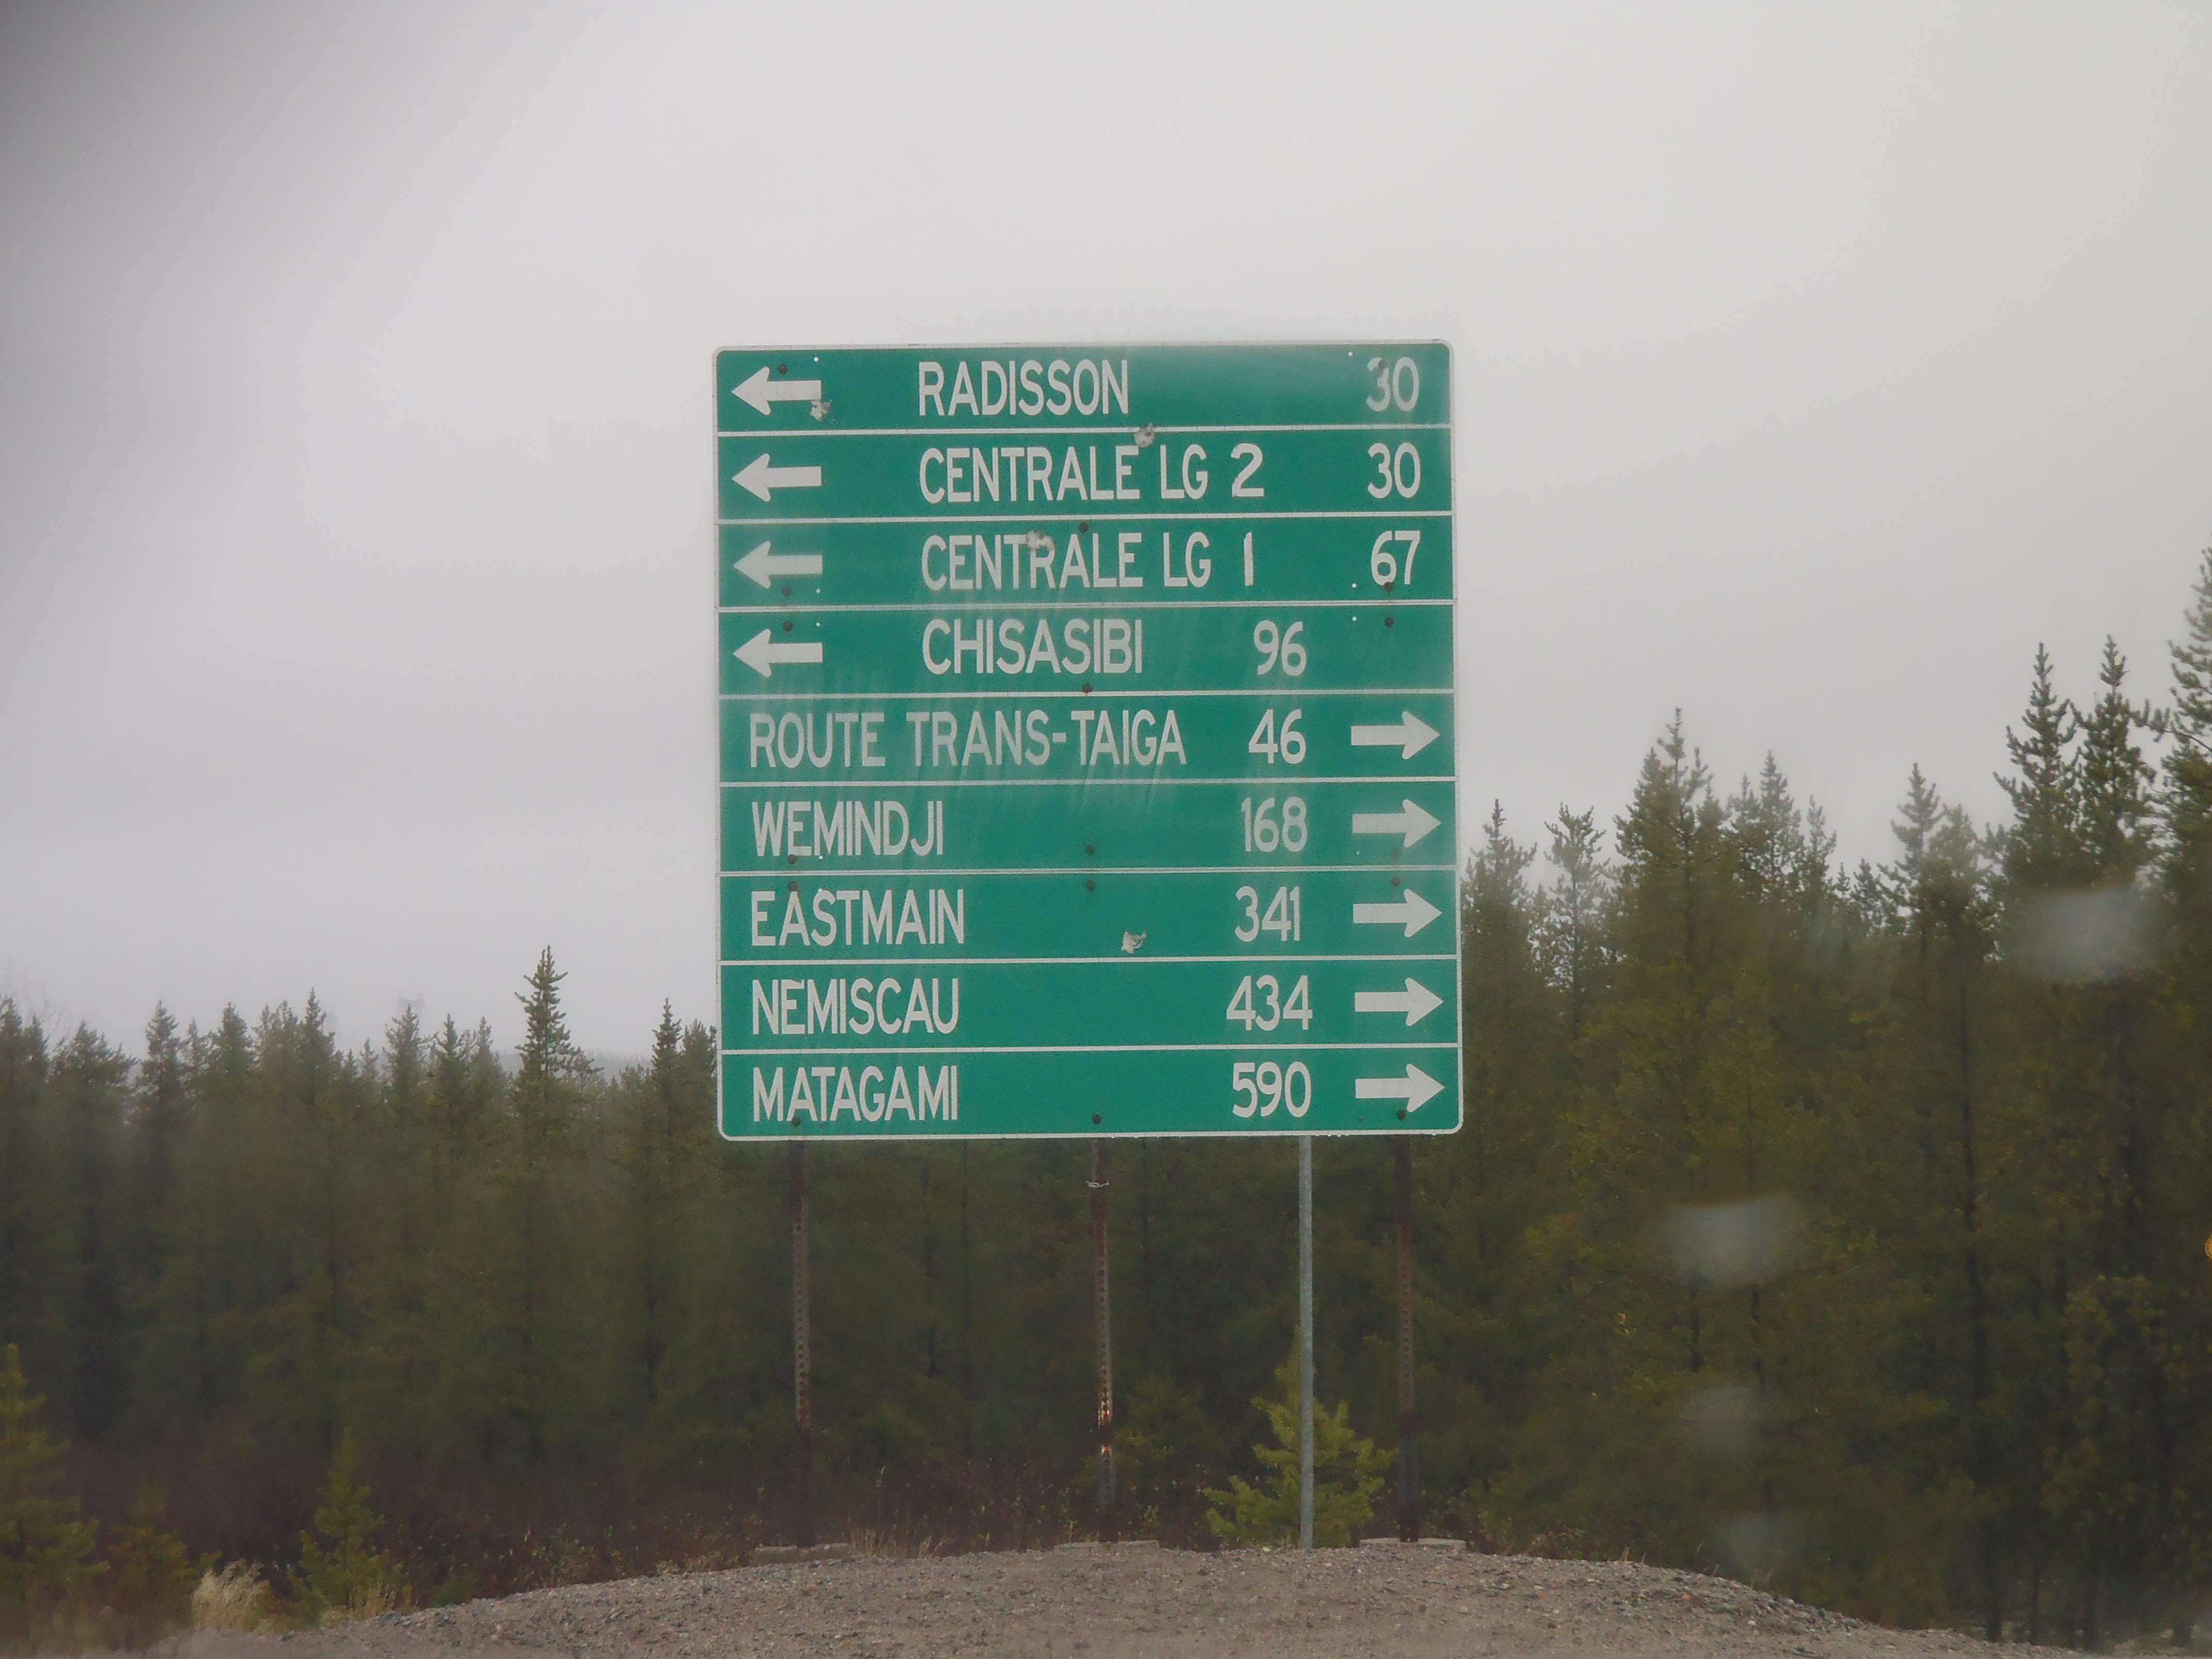 RADISSON 30
CENTRALE LG 2 30
CENTRALE LG 1 67
CHISASIBI 96
ROUTE TRANS-TAIGA 46
WEMINDJI 168
EASTMAIN 341
NEMISCAU 434
MATAGAMI 590